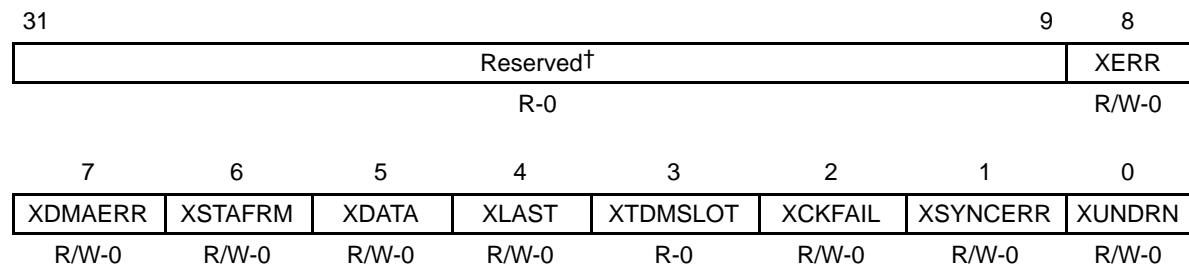 31 9 8
Reserved† XERR
R-0 R/W-0
7 6 5 4 3 2 1 0
XDMAERR XSTAFRM XDATA XLAST XTDMSLOT XCKFAIL XSYNCERR XUNDRN
R/W-0 R/W-0 R/W-0 R/W-0 R-0 R/W-0 R/W-0 R/W-0